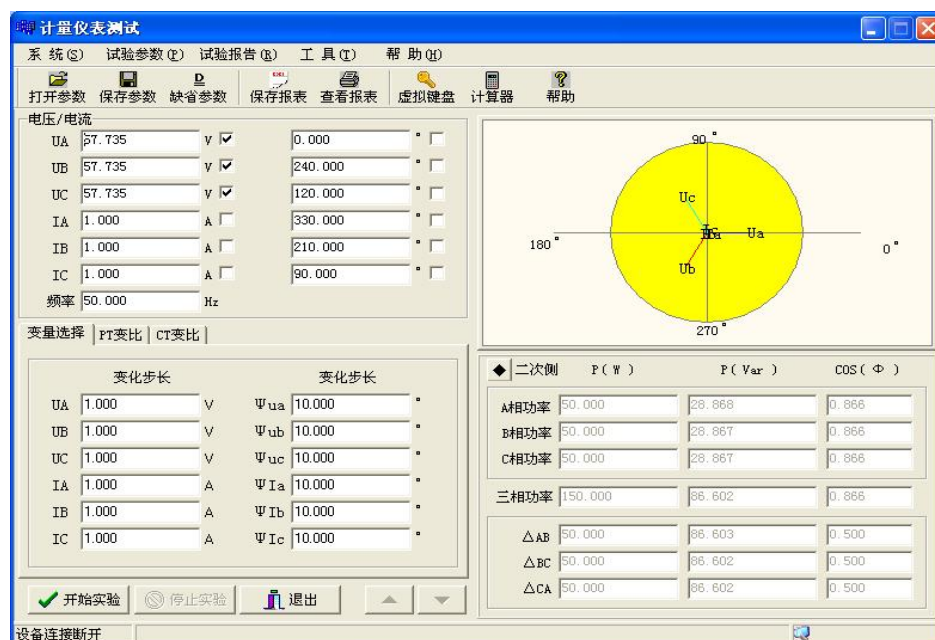 计量仪表测试
系 统(S) 试验参数(P) 试验报告(R) 工 具(T) 帮 助(H)
打开参数 保存参数 缺省参数 保存报表 查看报表 虚拟键盘 计算器 帮助
电压/电流
UA 57.735 V 0.000 °
UB 57.735 V 240.000 °
UC 57.735 V 120.000 °
IA 1.000 A 330.000 °
IB 1.000 A 210.000 °
IC 1.000 A 90.000 °
频率 50.000 Hz
90 °
Uc
180 ° Ua 0 °
Ub
270 °
变量选择 PT变比 CT变比
变化步长 变化步长
UA 1.000 V Ψua 10.000 °
UB 1.000 V Ψub 10.000 °
UC 1.000 V Ψuc 10.000 °
IA 1.000 A ΨIa 10.000 °
IB 1.000 A ΨIb 10.000 °
IC 1.000 A ΨIc 10.000 °
◆ 二次侧 P( W ) P( Var ) COS( Φ )
A相功率 50.000 28.868 0.866
B相功率 50.000 28.867 0.866
C相功率 50.000 28.867 0.866
三相功率 150.000 86.602 0.866
△AB 50.000 86.603 0.500
△BC 50.000 86.602 0.500
△CA 50.000 86.602 0.500
开始实验 停止实验 退出
设备连接断开